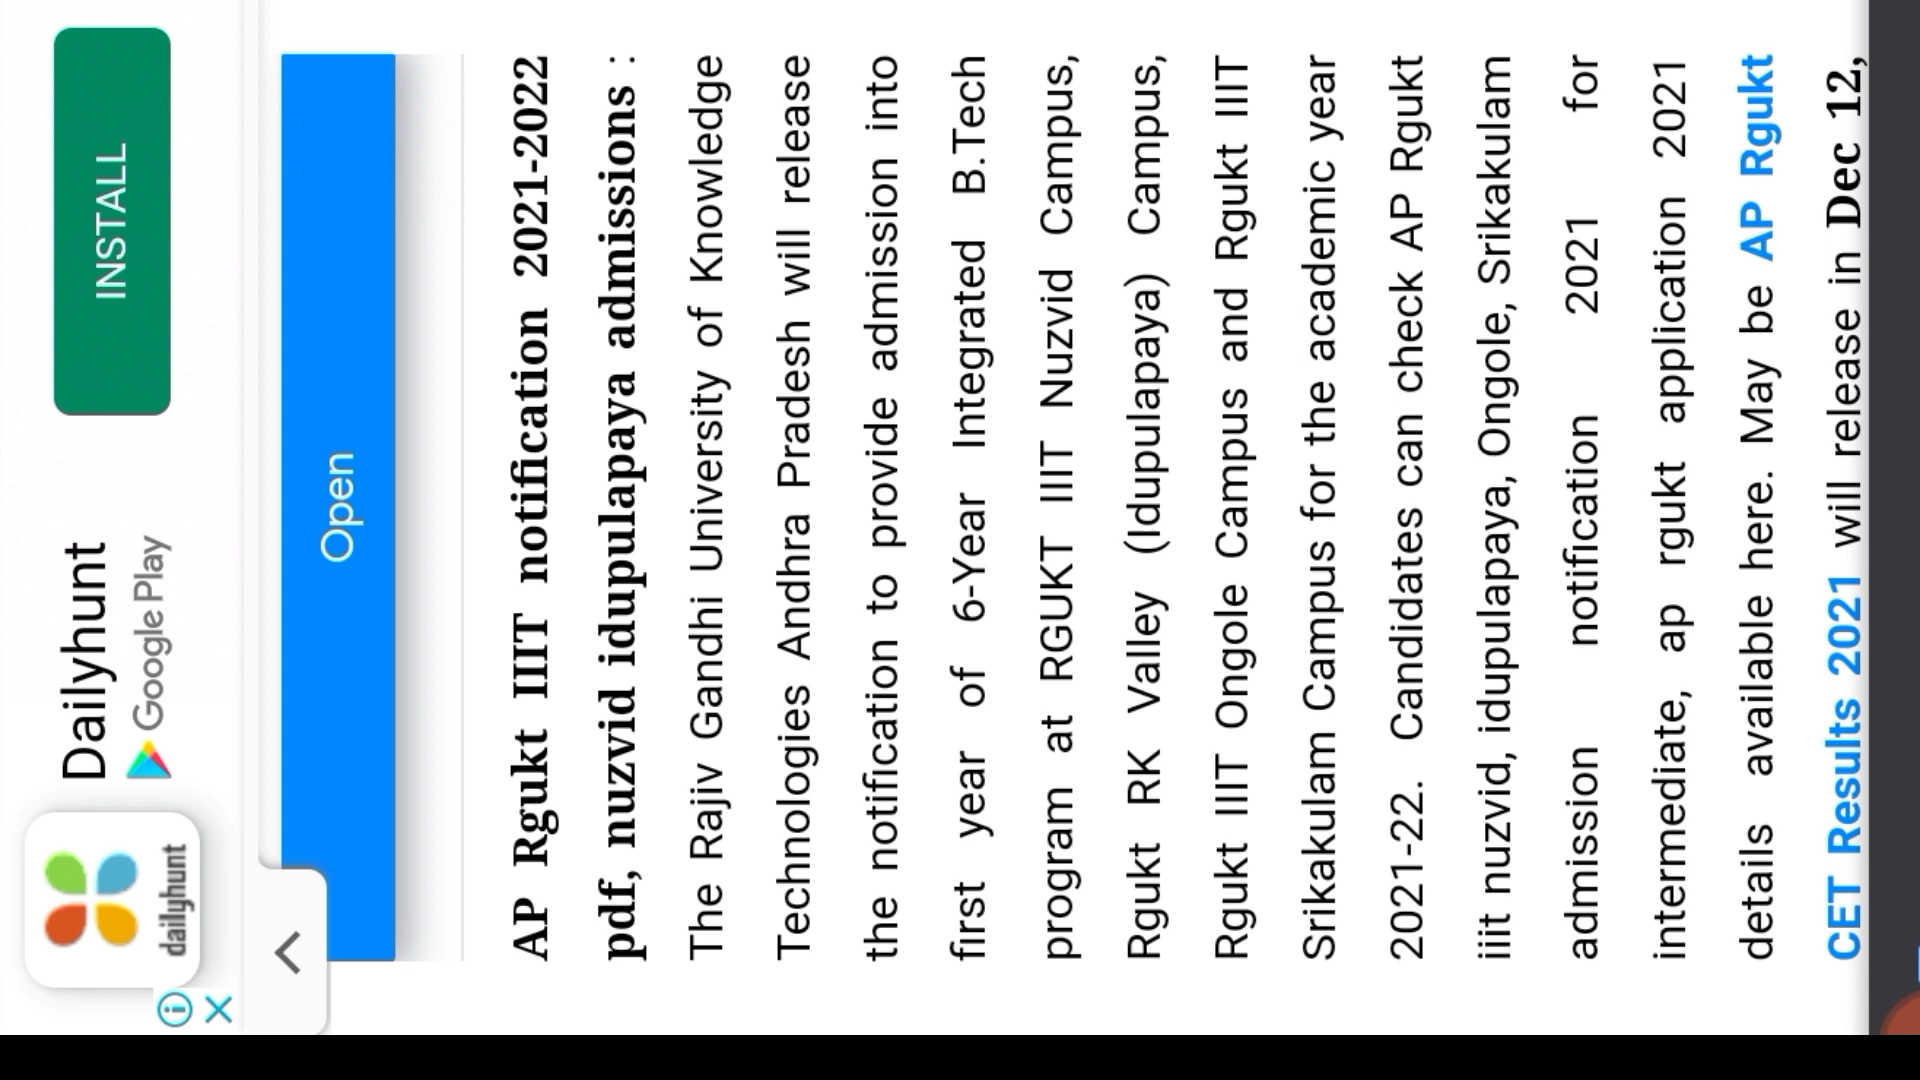 dailyhunt
Dailyhunt
Google Play
INSTALL
Open
AP Rgukt IIIT notification 2021-2022
pdf, nuzvid idupulapaya admissions :
The Rajiv Gandhi University of Knowledge
Technologies Andhra Pradesh will release
the notification to provide admission into
first year of 6-Year Integrated B.Tech
program at RGUKT IIIT Nuzvid Campus,
Rgukt RK Valley (Idupulapaya) Campus,
Rgukt IIIT Ongole Campus and Rgukt IIIT
Srikakulam Campus for the academic year
2021-22. Candidates can check AP Rgukt
iiit nuzvid, idupulapaya, Ongole, Srikakulam
admission notification 2021 for
intermediate, ap rgukt application 2021
details available here. May be AP Rgukt
CET Results 2021 will release in Dec 12,